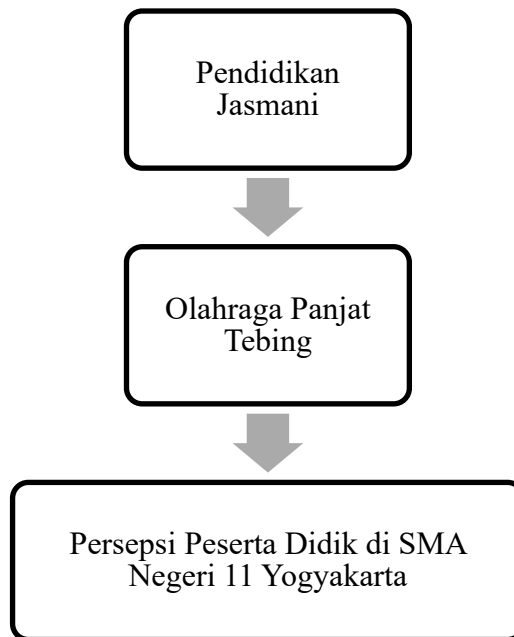 Pendidikan
Jasmani
Olahraga Panjat
Tebing
Persepsi Peserta Didik di SMA
Negeri 11 Yogyakarta